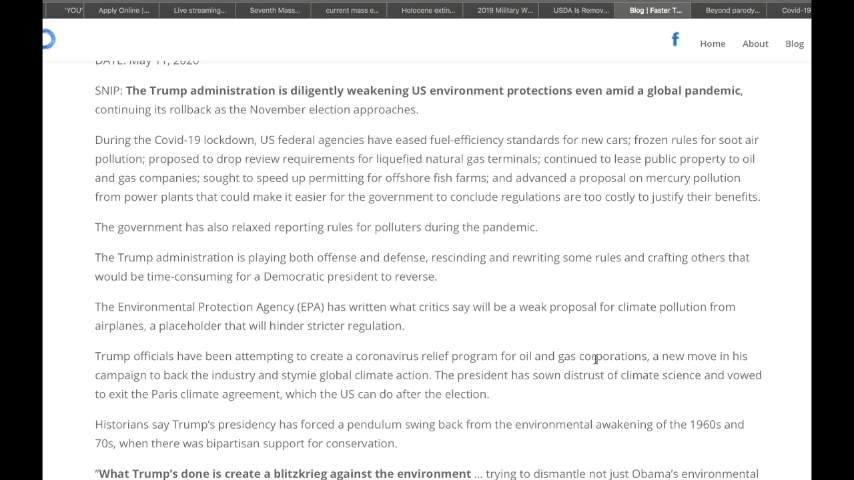 'YOU'
Apply Online (...
Live streaming...
Seventh Mass...
current mass e...
Holocene extin...
2019 Military W...
USDA Is Remov...
Blog | Faster T...
Beyond parody...
Covid-19
f
Home
About
Blog
DATE: May 11, 2020
SNIP: The Trump administration is diligently weakening US environment protections even amid a global pandemic,
continuing its rollback as the November election approaches.
During the Covid-19 lockdown, US federal agencies have eased fuel-efficiency standards for new cars; frozen rules for soot air
pollution; proposed to drop review requirements for liquefied natural gas terminals; continued to lease public property to oil
and gas companies; sought to speed up permitting for offshore fish farms; and advanced a proposal on mercury pollution
from power plants that could make it easier for the government to conclude regulations are too costly to justify their benefits.
The government has also relaxed reporting rules for polluters during the pandemic.
The Trump administration is playing both offense and defense, rescinding and rewriting some rules and crafting others that
would be time-consuming for a Democratic president to reverse.
The Environmental Protection Agency (EPA) has written what critics say will be a weak proposal for climate pollution from
airplanes, a placeholder that will hinder stricter regulation.
Trump officials have been attempting to create a coronavirus relief program for oil and gas corporations, a new move in his
campaign to back the industry and stymie global climate action. The president has sown distrust of climate science and vowed
to exit the Paris climate agreement, which the US can do after the election.
Historians say Trump's presidency has forced a pendulum swing back from the environmental awakening of the 1960s and
70s, when there was bipartisan support for conservation.
"What Trump's done is create a blitzkrieg against the environment ... trying to dismantle not just Obama's environmental